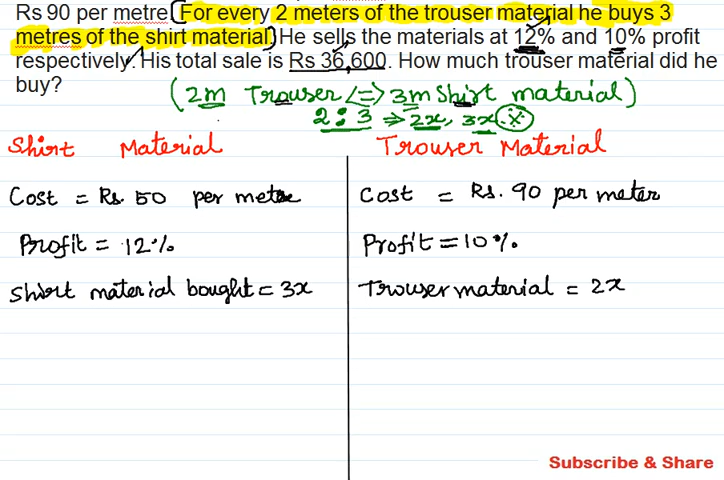 Rs 90 per metre. For every 2 meters of the trouser material he buys 3
metres of the shirt material. He sells the materials at 12% and 10% profit
respectively. His total sale is Rs 36,600. How much trouser material did he
buy?
(2m Trouser <=> 3m Shirt material)
2 : 3 => 2x, 3x
Shirt Material
Cost = Rs. 50 per metre
Profit = 12%
Shirt material bought = 3x
Trouser Material
Cost = Rs. 90 per meter
Profit = 10%
Trouser material = 2x
Subscribe & Share